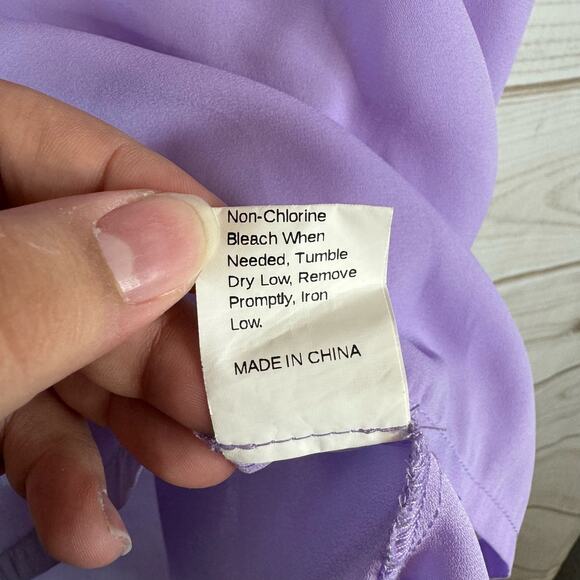 Non-Chlorine
Bleach When
Needed, Tumble
Dry Low, Remove
Promptly, Iron
Low.
MADE IN CHINA